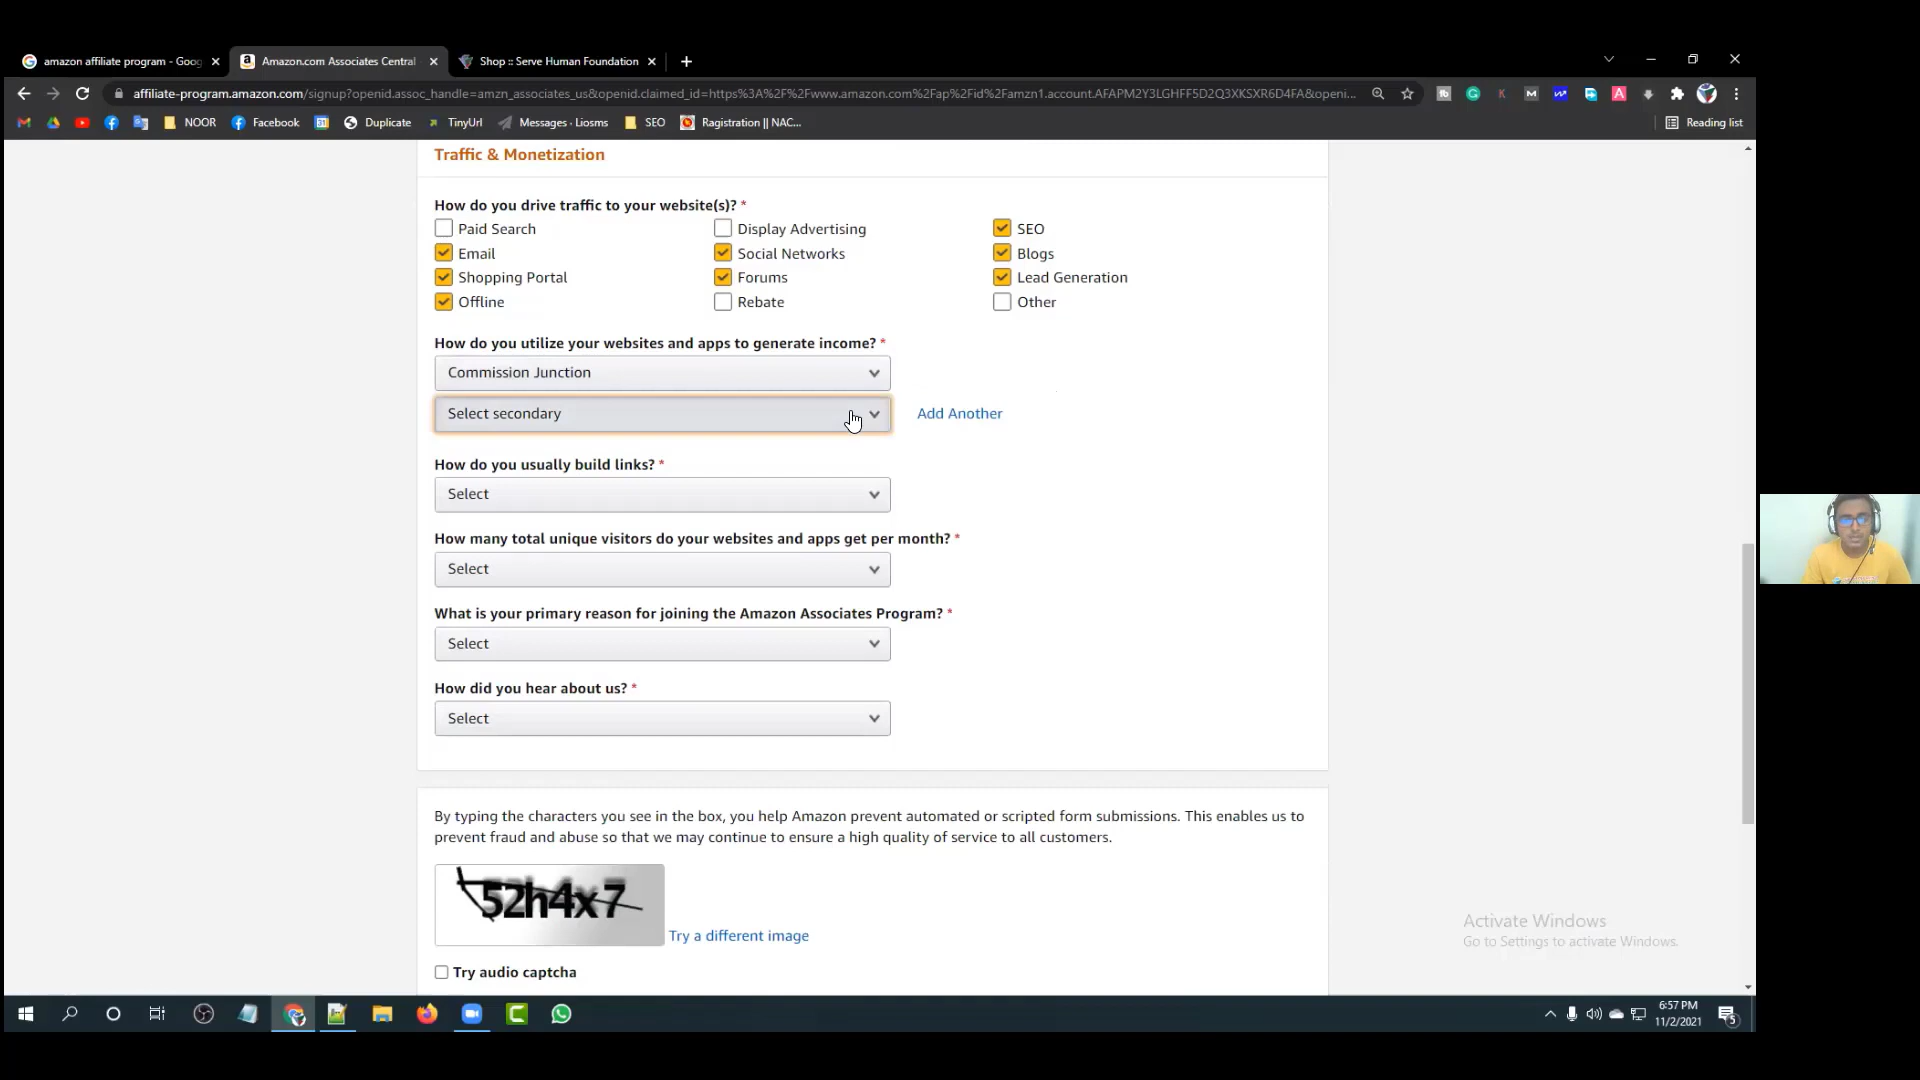 amazon affiliate program - Goog
Amazon.com Associates Central
Shop :: Serve Human Foundation
affiliate-program.amazon.com/signup?openid.assoc_handle=amzn_associates_us&openid.claimed_id=https%3A%2F%2Fwww.amazon.com%2Fap%2Fid%2Famzn1.account.AFAPM2Y3LGHFF5D2Q3XKSXR6D4FA&openi...
NOOR
Facebook
Duplicate
TinyUrl
Messages - Liosms
SEO
Ragistration || NAC...
Reading list
Traffic & Monetization
How do you drive traffic to your website(s)? *
Paid Search Display Advertising SEO
Email Social Networks Blogs
Shopping Portal Forums Lead Generation
Offline Rebate Other
How do you utilize your websites and apps to generate income? *
Commission Junction
Select secondary Add Another
How do you usually build links? *
Select
How many total unique visitors do your websites and apps get per month? *
Select
What is your primary reason for joining the Amazon Associates Program? *
Select
How did you hear about us? *
Select
By typing the characters you see in the box, you help Amazon prevent automated or scripted form submissions. This enables us to
prevent fraud and abuse so that we may continue to ensure a high quality of service to all customers.
52h4x7
Try a different image
Try audio captcha
Activate Windows
Go to Settings to activate Windows.
6:57 PM
11/2/2021
5